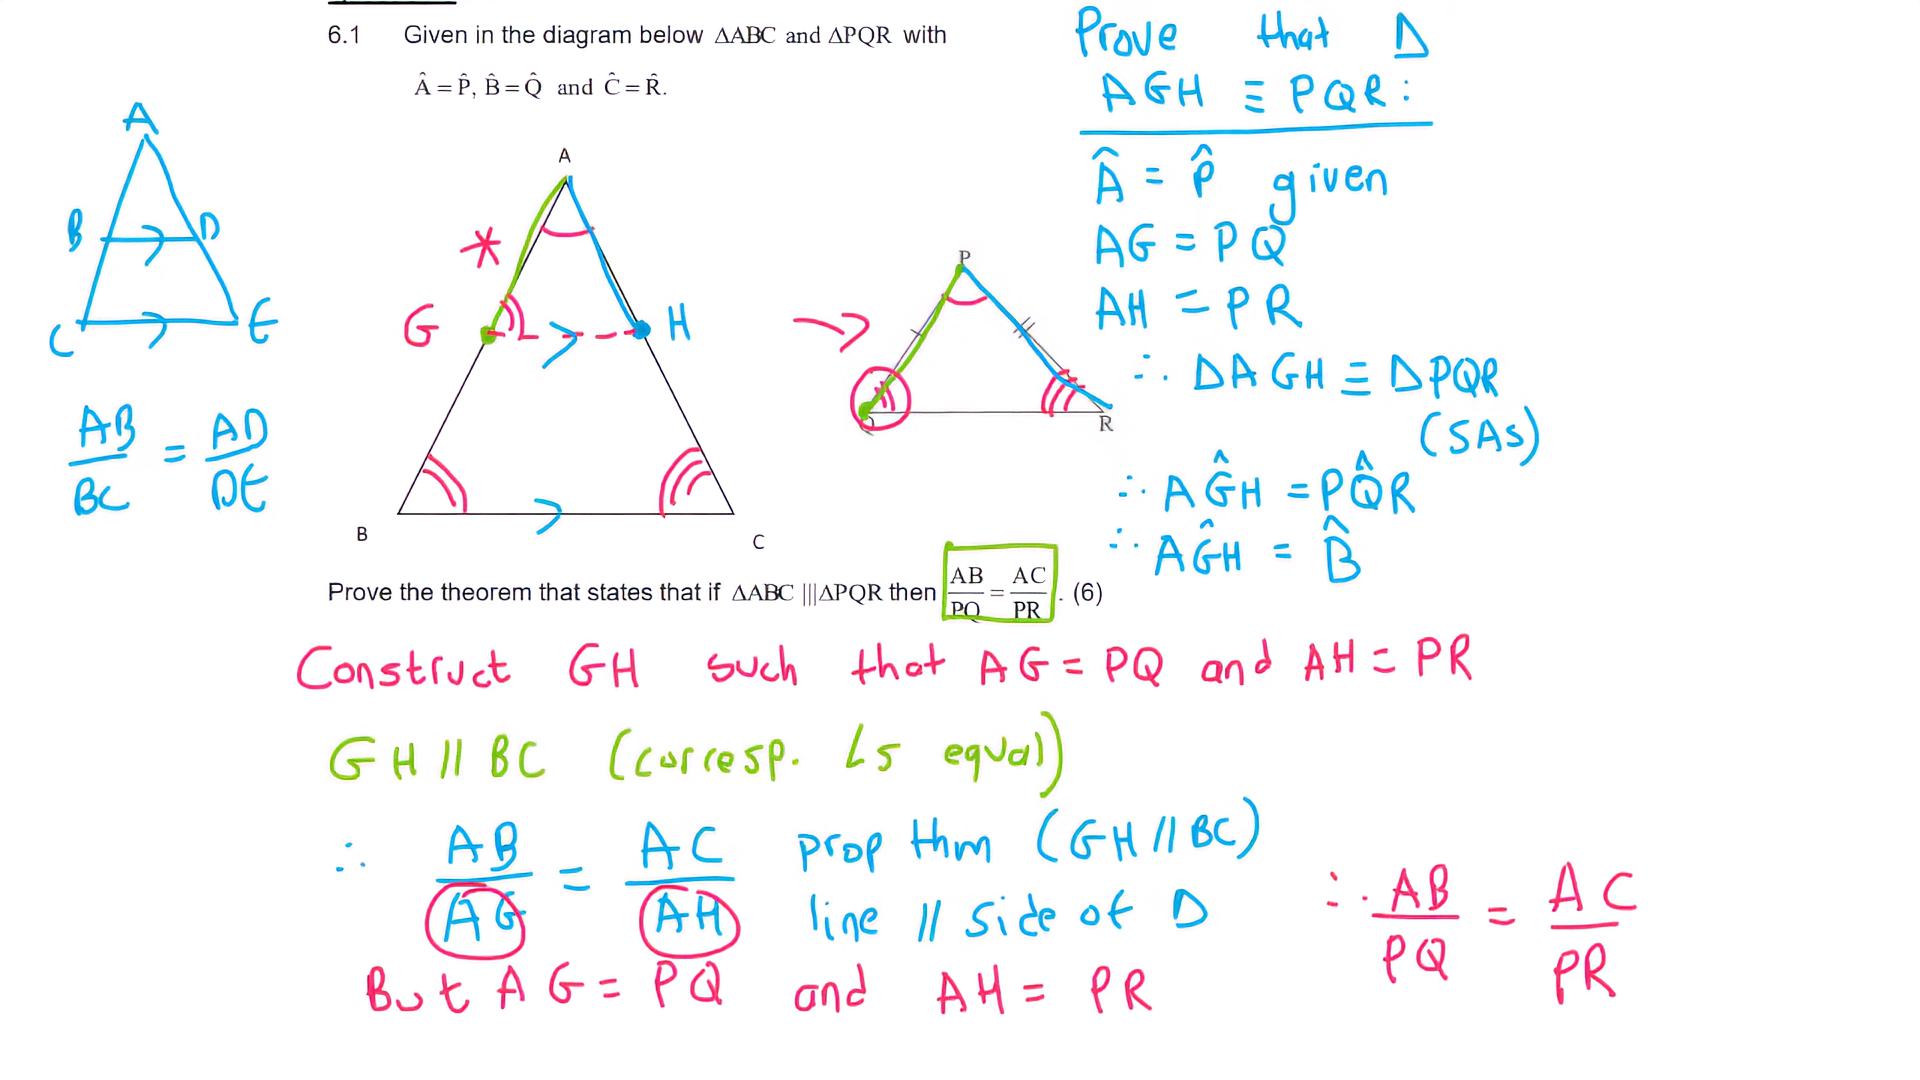 6.1 Given in the diagram below ΔABC and ΔPQR with
Â = P̂, B̂ = Q̂ and Ĉ = R̂.
A
B D
C E
AB/BC = AD/DE
A
G H
B C
P
R
Prove the theorem that states that if ΔABC ||| ΔPQR then AB/PQ = AC/PR . (6)
Prove that Δ
AGH ≡ PQR :
Â = P̂ given
AG = PQ
AH = PR
∴ ΔAGH ≡ ΔPQR
(SAS)
∴ AĜH = PQ̂R
∴ AĜH = B̂
Construct GH such that AG = PQ and AH = PR
GH // BC (corresp. ∠s equal)
∴ AB/AG = AC/AH prop thm (GH // BC)
line // side of Δ
But AG = PQ and AH = PR
∴ AB/PQ = AC/PR